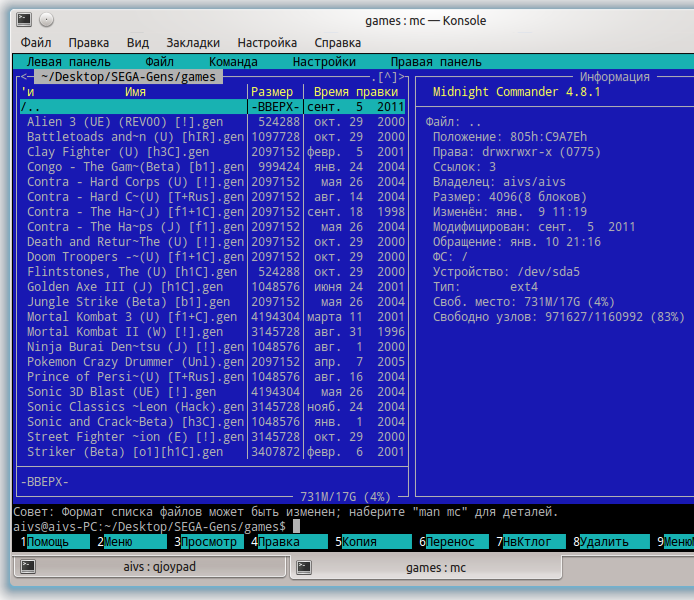 games : mc — Konsole
Файл Правка Вид Закладки Настройка Справка
Левая панель Файл Команда Настройки Правая панель
<— ~/Desktop/SEGA-Gens/games .[^]>
'и Имя Размер Время правки
/.. -ВВЕРХ- сент. 5 2011
Alien 3 (UE) (REV00) [!].gen 524288 окт. 29 2000
Battletoads and~n (U) [hIR].gen 1097728 окт. 29 2000
Clay Fighter (U) [h3C].gen 2097152 февр. 5 2001
Congo - The Gam~(Beta) [b1].gen 999424 янв. 24 2004
Contra - Hard Corps (U) [!].gen 2097152 мая 26 2004
Contra - Hard C~(U) [T+Rus].gen 2097152 авг. 14 2004
Contra - The Ha~(J) [f1+1C].gen 2097152 сент. 18 1998
Contra - The Ha~ps (J) [f1].gen 2097152 мая 26 2004
Death and Retur~The (U) [!].gen 2097152 окт. 29 2000
Doom Troopers -~(U) [f1+1C].gen 2097152 окт. 29 2000
Flintstones, The (U) [h1C].gen 524288 окт. 29 2000
Golden Axe III (J) [h1C].gen 1048576 июня 24 2001
Jungle Strike (Beta) [b1].gen 2097152 мая 26 2004
Mortal Kombat 3 (U) [f1+C].gen 4194304 марта 11 2001
Mortal Kombat II (W) [!].gen 3145728 авг. 31 1996
Ninja Burai Den~tsu (J) [!].gen 1048576 авг. 1 2000
Pokemon Crazy Drummer (Unl).gen 2097152 апр. 7 2005
Prince of Persi~(U) [T+Rus].gen 1048576 авг. 16 2004
Sonic 3D Blast (UE) [!].gen 4194304 мая 26 2004
Sonic Classics ~Leon (Hack).gen 3145728 нояб. 24 2004
Sonic and Crack~Beta) [h3C].gen 1048576 янв. 1 2004
Street Fighter ~ion (E) [!].gen 3145728 окт. 29 2000
Striker (Beta) [o1][h1C].gen 3407872 февр. 6 2001
-ВВЕРХ-
731M/17G (4%)
Информация
Midnight Commander 4.8.1
Файл: ..
Положение: 805h:C9A7Eh
Права: drwxrwxr-x (0775)
Ссылок: 3
Владелец: aivs/aivs
Размер: 4096(8 блоков)
Изменён: янв. 9 11:19
Модифицирован: сент. 5 2011
Обращение: янв. 10 21:16
ФС: /
Устройство: /dev/sda5
Тип: ext4
Своб. место: 731M/17G (4%)
Свободно узлов: 971627/1160992 (83%)
Совет: Формат списка файлов может быть изменен; наберите "man mc" для деталей.
aivs@aivs-PC:~/Desktop/SEGA-Gens/games$
1Помощь 2Меню 3Просмотр 4Правка 5Копия 6Перенос 7НвКтлог 8Удалить 9Меню
aivs : qjoypad games : mc